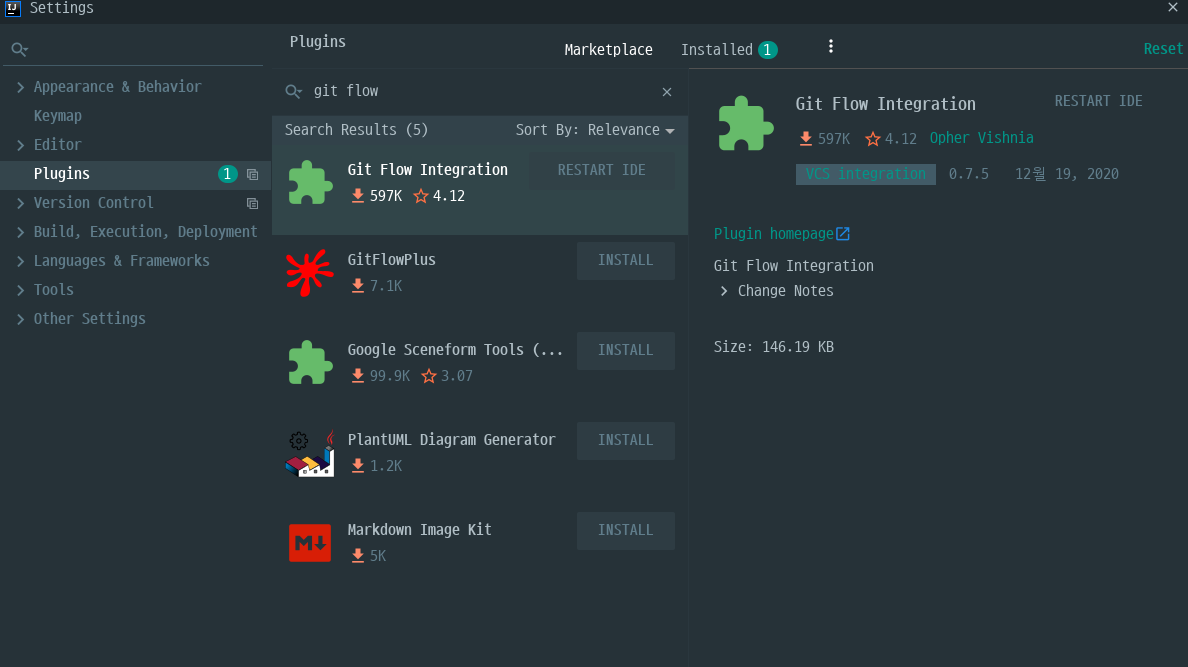 IJ Settings
Appearance & Behavior
Keymap
Editor
Plugins 1
Version Control
Build, Execution, Deployment
Languages & Frameworks
Tools
Other Settings
Plugins
Marketplace Installed 1
Reset
git flow
Search Results (5) Sort By: Relevance
Git Flow Integration RESTART IDE
597K 4.12
GitFlowPlus INSTALL
7.1K
Google Sceneform Tools (... INSTALL
99.9K 3.07
PlantUML Diagram Generator INSTALL
1.2K
Markdown Image Kit INSTALL
M 5K
Git Flow Integration RESTART IDE
597K 4.12 Opher Vishnia
VCS integration 0.7.5 12월 19, 2020
Plugin homepage
Git Flow Integration
Change Notes
Size: 146.19 KB